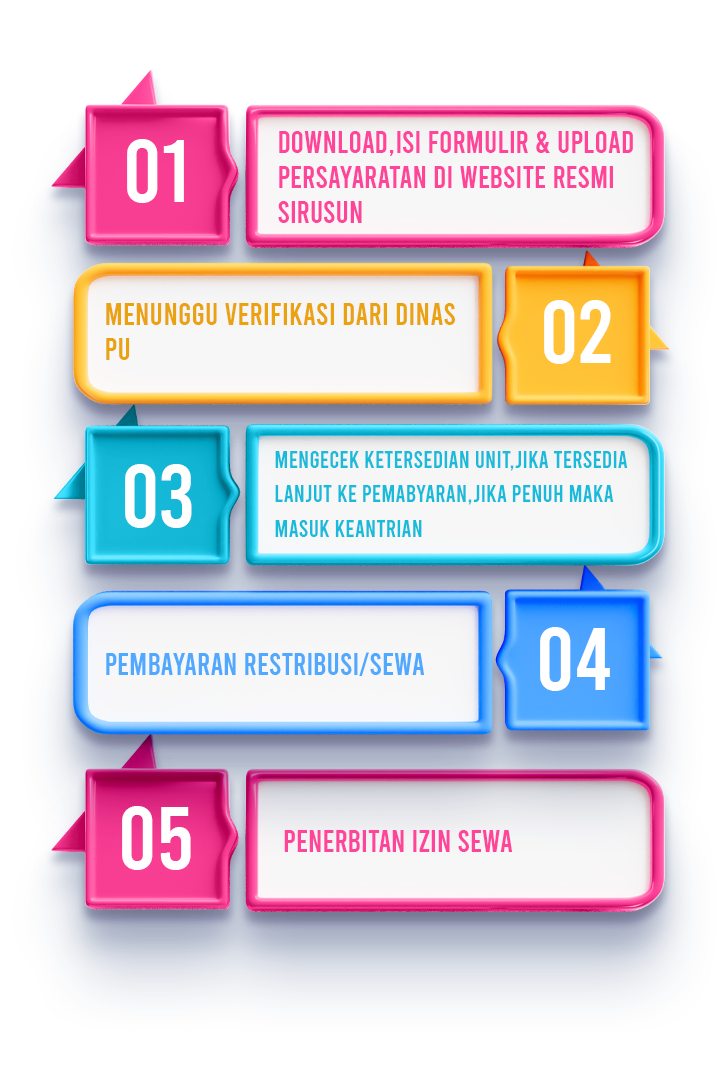 01
DOWNLOAD,ISI FORMULIR & UPLOAD
PERSAYARATAN DI WEBSITE RESMI
SIRUSUN
MENUNGGU VERIFIKASI DARI DINAS
PU
02
03
MENGECEK KETERSEDIAN UNIT,JIKA TERSEDIA
LANJUT KE PEMABYARAN,JIKA PENUH MAKA
MASUK KEANTRIAN
PEMBAYARAN RESTRIBUSI/SEWA
04
05
PENERBITAN IZIN SEWA